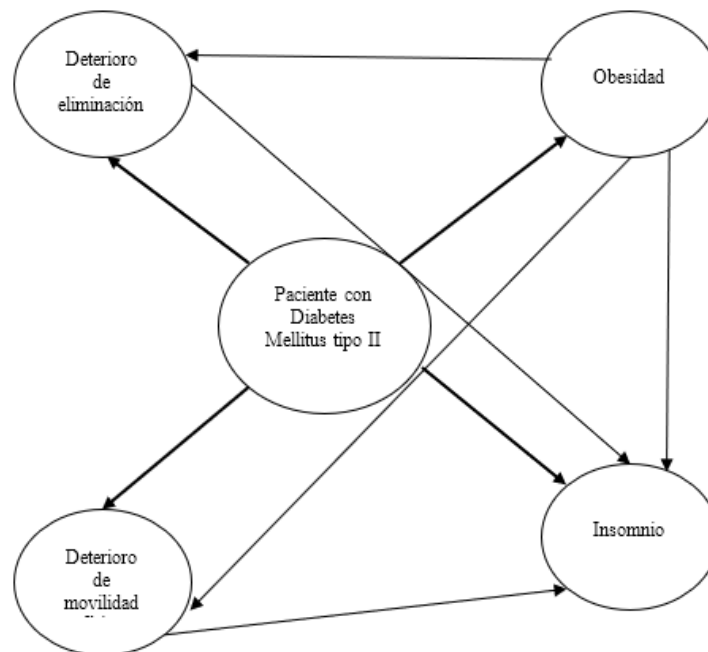 Deterioro
de
eliminación
Obesidad
Paciente con
Diabetes
Mellitus tipo II
Insomnio
Deterioro
de
movilidad